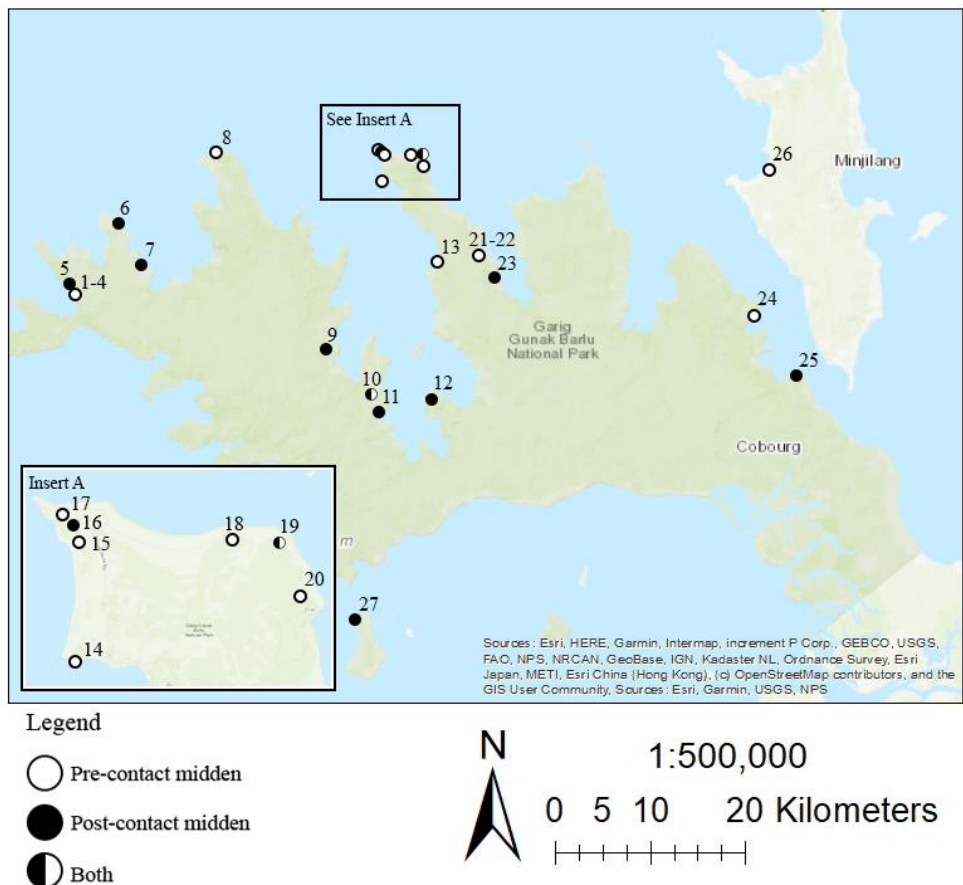 See Insert A
8
26
Minjilang
6
7
5
1-4
13
21-22
23
24
Garig
Gunak Barlu
National Park
9
10
11
12
25
Cobourg
Insert A
17
16
15
18
19
20
14
m
27
Sources: Esri, HERE, Garmin, Intermap, increment P Corp., GEBCO, USGS,
FAO, NPS, NRCAN, GeoBase, IGN, Kadaster NL, Ordnance Survey, Esri
Japan, METI, Esri China (Hong Kong), (c) OpenStreetMap contributors, and the
GIS User Community, Sources: Esri, Garmin, USGS, NPS
Legend
Pre-contact midden
Post-contact midden
Both
N
1:500,000
0 5 10 20 Kilometers